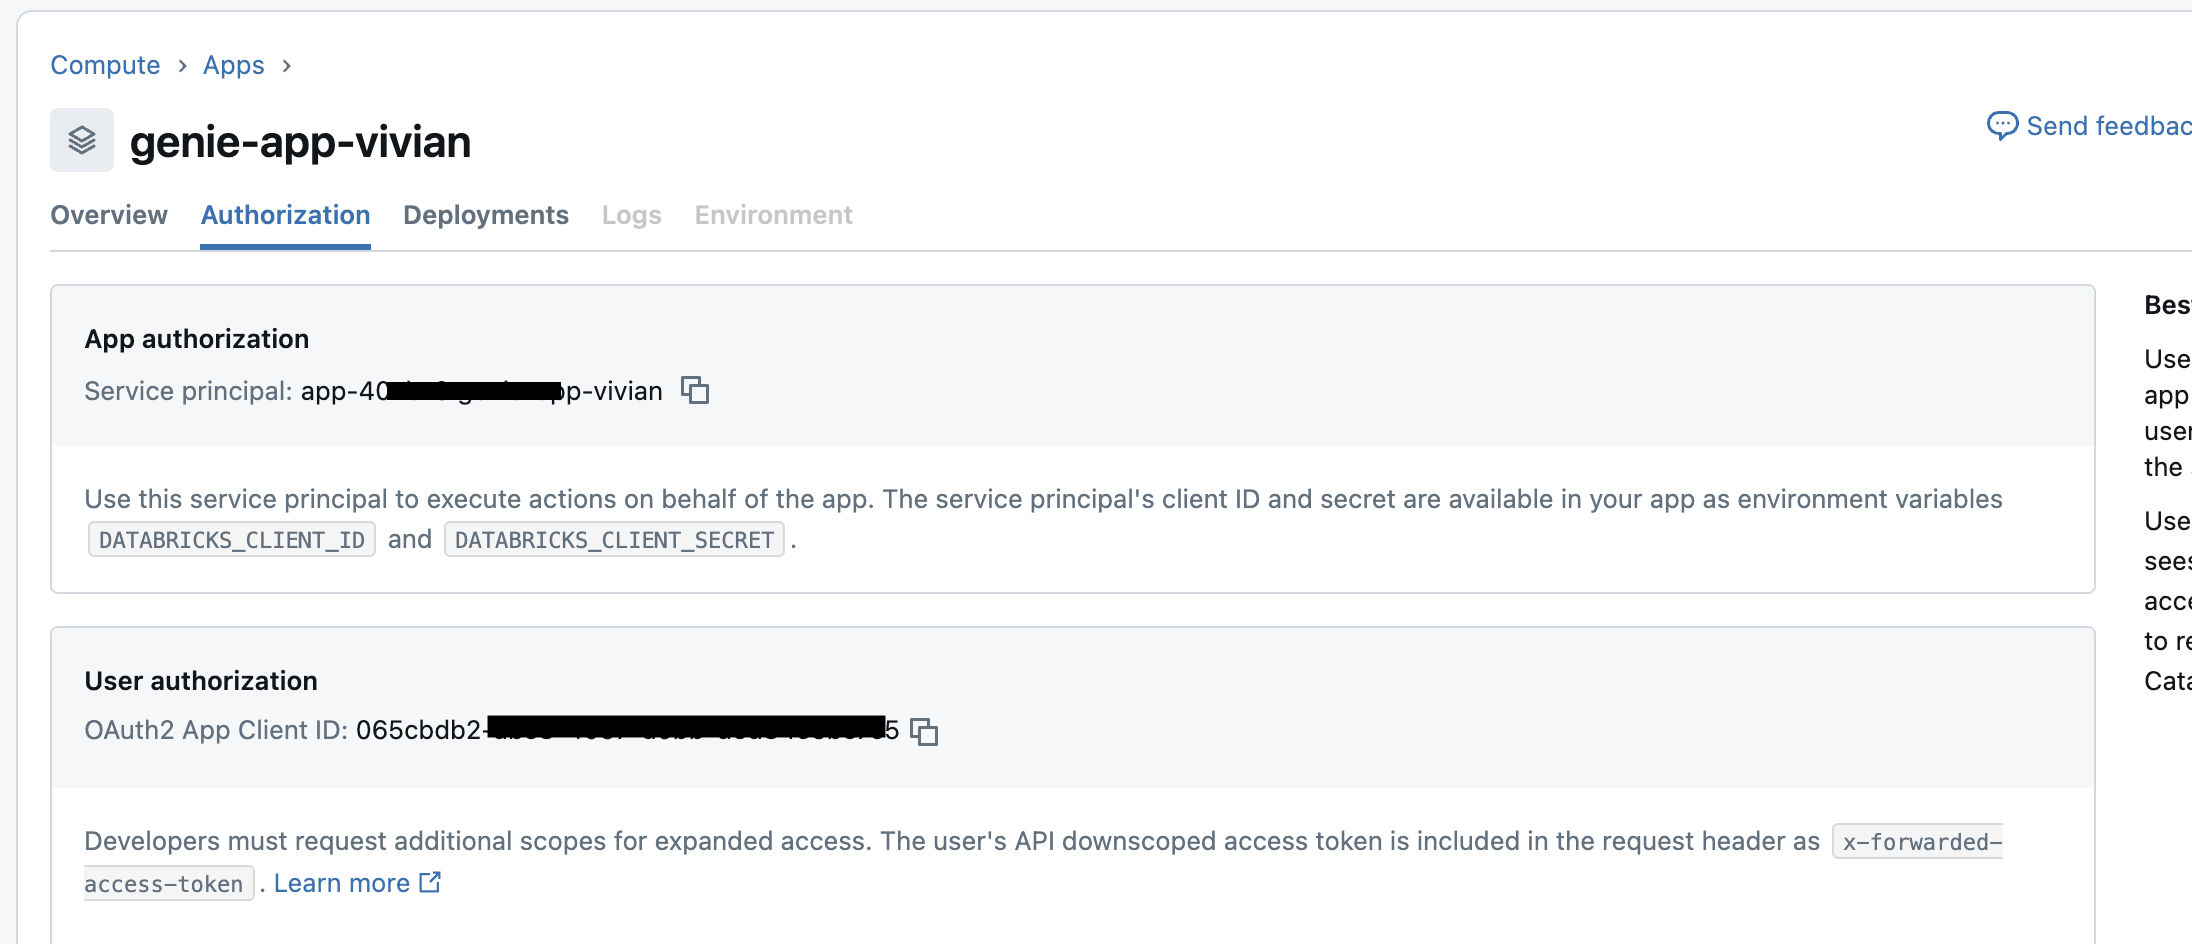 Compute > Apps >
genie-app-vivian
Send feedbac
Overview Authorization Deployments Logs Environment
App authorization
Service principal: app-40 pp-vivian
Use this service principal to execute actions on behalf of the app. The service principal's client ID and secret are available in your app as environment variables
DATABRICKS_CLIENT_ID and DATABRICKS_CLIENT_SECRET .
User authorization
OAuth2 App Client ID: 065cbdb2- 5
Developers must request additional scopes for expanded access. The user's API downscoped access token is included in the request header as x-forwarded-
access-token . Learn more
Bes
Use
app
user
the
Use
sees
acce
to re
Cata